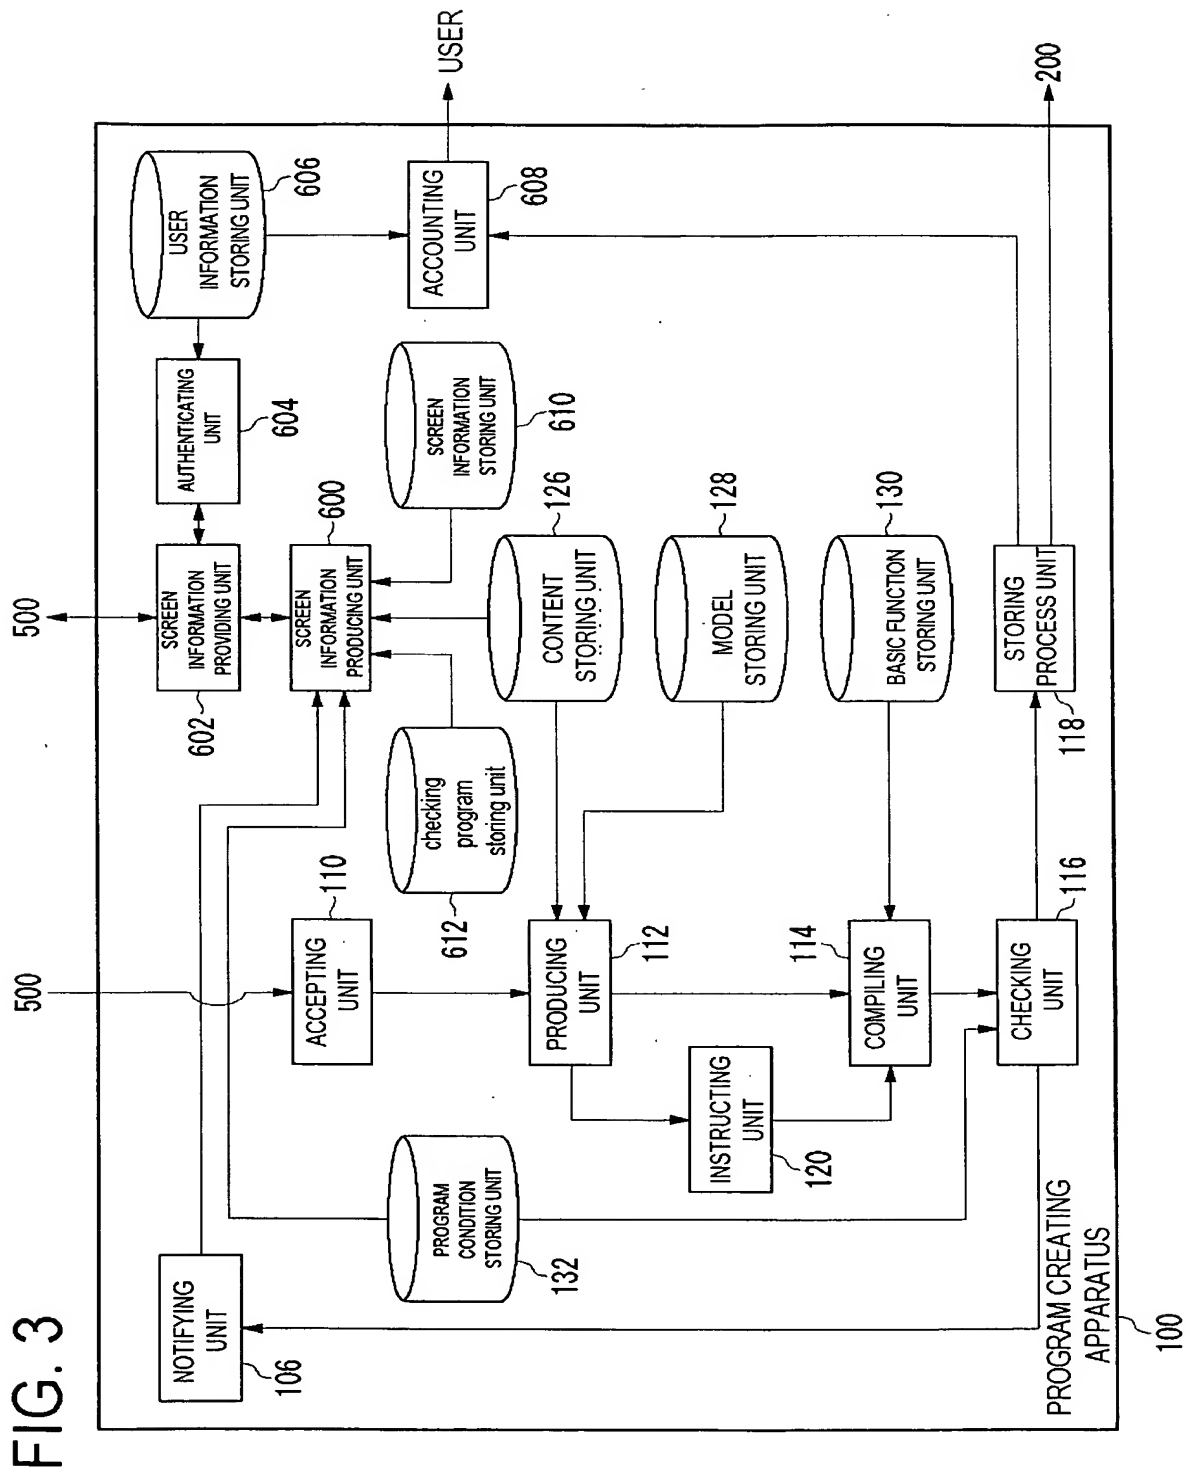 FIG. 3
500
500
NOTIFYING
UNIT
106
602
SCREEN
INFORMATION
PROVIDING UNIT
AUTHENTICATING
UNIT
604
USER
INFORMATION
STORING UNIT
606
ACCEPTING
UNIT
110
SCREEN
INFORMATION
PRODUCING UNIT
600
PROGRAM
CONDITION
STORING UNIT
132
checking
program
storing unit
612
SCREEN
INFORMATION
STORING UNIT
610
ACCOUNTING
UNIT
608
USER
PRODUCING
UNIT
112
CONTENT
STORING UNIT
126
INSTRUCTING
UNIT
120
MODEL
STORING UNIT
128
114
COMPILING
UNIT
BASIC FUNCTION
STORING UNIT
130
CHECKING
UNIT
116
STORING
PROCESS UNIT
118
200
PROGRAM CREATING
APPARATUS
100